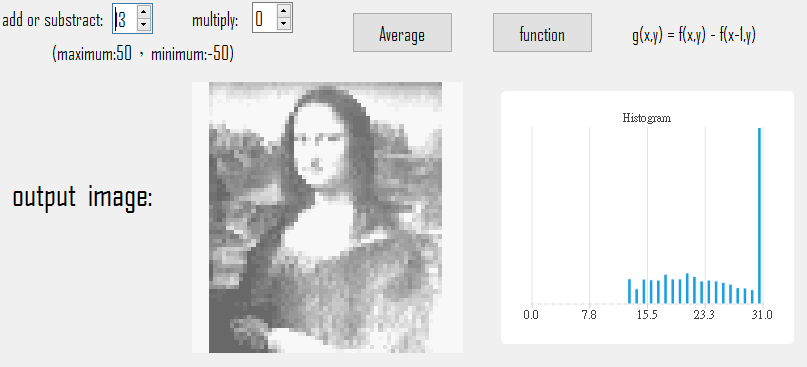 add or substract: 13 multiply: 0 Average function g(x,y) = f(x,y) - f(x-1,y)
(maximum:50，minimum:-50)
output image:
Histogram
0.0 7.8 15.5 23.3 31.0